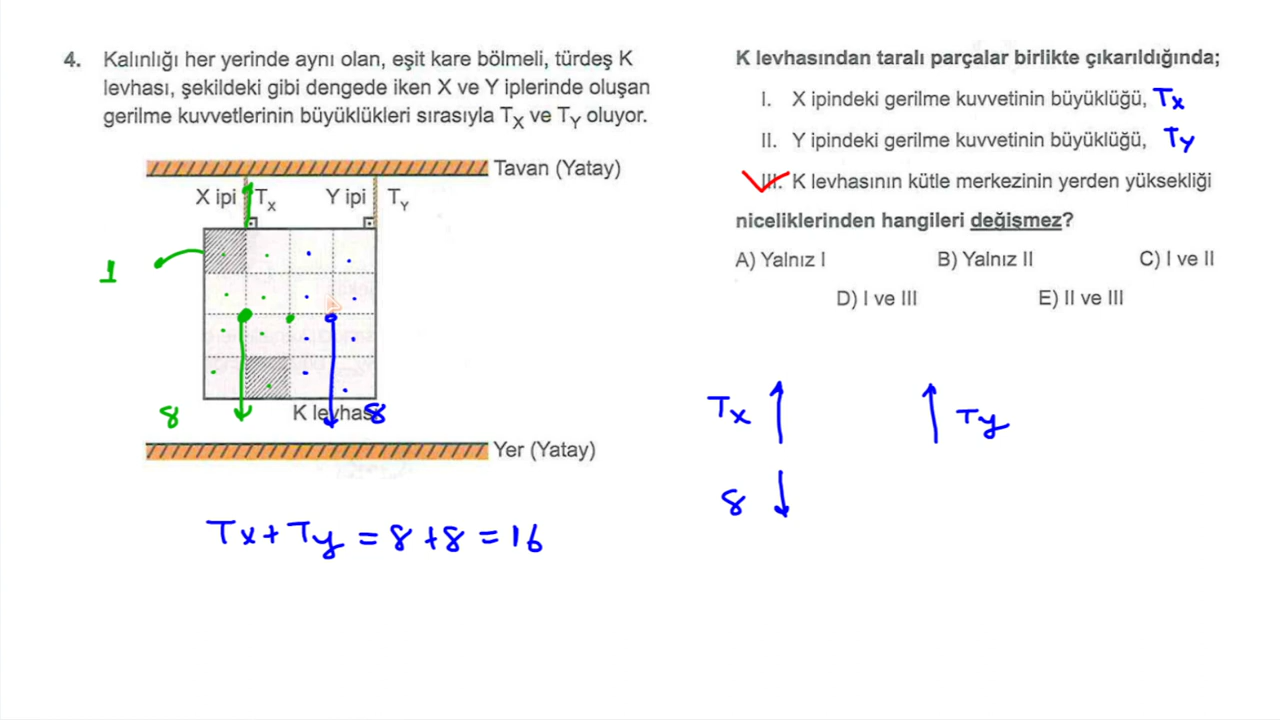 4. Kalınlığı her yerinde aynı olan, eşit kare bölmeli, türdeş K
levhası, şekildeki gibi dengede iken X ve Y iplerinde oluşan
gerilme kuvvetlerinin büyüklükleri sırasıyla TX ve TY oluyor.
Tavan (Yatay)
X ipi TX Y ipi TY
1
8 K levhası 8
Yer (Yatay)
Tx + Ty = 8 + 8 = 16
K levhasından taralı parçalar birlikte çıkarıldığında;
I. X ipindeki gerilme kuvvetinin büyüklüğü, Tx
II. Y ipindeki gerilme kuvvetinin büyüklüğü, Ty
III. K levhasının kütle merkezinin yerden yüksekliği
niceliklerinden hangileri değişmez?
A) Yalnız I B) Yalnız II C) I ve II
D) I ve III E) II ve III
Tx Ty
8